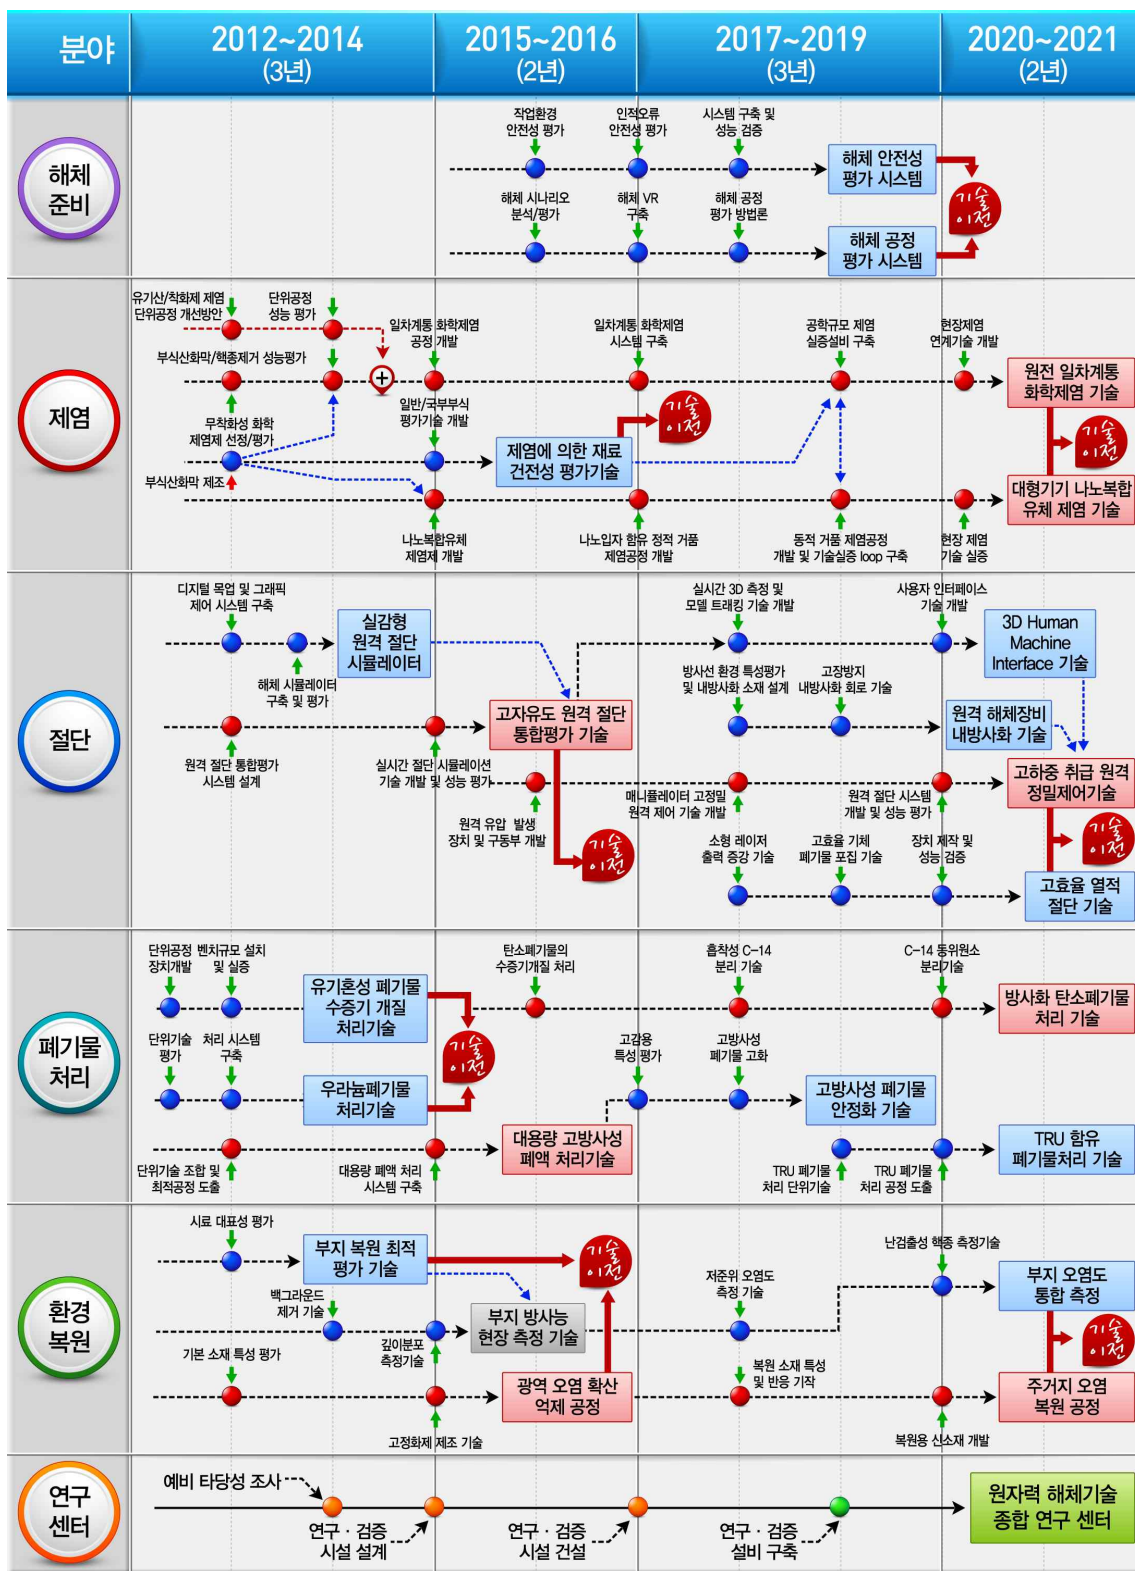 분야
2012~2014
(3년)
2015~2016
(2년)
2017~2019
(3년)
2020~2021
(2년)
해체
준비
작업환경
안전성 평가
인적오류
안전성 평가
시스템 구축 및
성능 검증
해체 안전성
평가 시스템
해체 시나리오
분석/평가
해체 VR
구축
해체 공정
평가 방법론
해체 공정
평가 시스템
기술
이전
제염
유기산/착화제 제염
단위공정 개선방안
단위공정
성능 평가
일차계통 화학제염
공정 개발
일차계통 화학제염
시스템 구축
공학규모 제염
실증설비 구축
현장제염
연계기술 개발
부식산화막/핵종제거 성능평가
원전 일차계통
화학제염 기술
무착화성 화학
제염제 선정/평가
일반/국부부식
평가기술 개발
기술
이전
제염에 의한 재료
건전성 평가기술
기술
이전
부식산화막 제조
대형기기 나노복합
유체 제염 기술
나노복합유체
제염제 개발
나노입자 함유 정적 거품
제염공정 개발
동적 거품 제염공정
개발 및 기술실증 loop 구축
현장 제염
기술 실증
절단
디지털 목업 및 그래픽
제어 시스템 구축
실감형
원격 절단
시뮬레이터
실시간 3D 측정 및
모델 트래킹 기술 개발
사용자 인터페이스
기술 개발
3D Human
Machine
Interface 기술
해체 시뮬레이터
구축 및 평가
방사선 환경 특성평가
및 내방사화 소재 설계
고장방지
내방사화 회로 기술
고자유도 원격 절단
통합평가 기술
원격 해체장비
내방사화 기술
원격 절단 통합평가
시스템 설계
실시간 절단 시뮬레이션
기술 개발 및 성능 평가
고하중 취급 원격
정밀제어기술
매니퓰레이터 고정밀
원격 제어 기술 개발
원격 절단 시스템
개발 및 성능 평가
원격 유압 발생
장치 및 구동부 개발
기술
이전
소형 레이저
출력 증강 기술
고효율 기체
폐기물 포집 기술
장치 제작 및
성능 검증
기술
이전
고효율 열적
절단 기술
폐기물
처리
단위공정
장치개발
벤치규모 설치
및 실증
유기혼성 폐기물
수증기 개질
처리기술
탄소폐기물의
수증기개질 처리
흡착성 C-14
분리 기술
C-14 동위원소
분리기술
방사화 탄소폐기물
처리 기술
단위기술
평가
처리 시스템
구축
기술
이전
고감용
특성 평가
고방사성
폐기물 고화
우라늄폐기물
처리기술
고방사성 폐기물
안정화 기술
대용량 고방사성
폐액 처리기술
TRU 함유
폐기물처리 기술
단위기술 조합 및
최적공정 도출
대용량 폐액 처리
시스템 구축
TRU 폐기물
처리 단위기술
TRU 폐기물
처리 공정 도출
환경
복원
시료 대표성 평가
부지 복원 최적
평가 기술
기술
이전
난검출성 핵종 측정기술
저준위 오염도
측정 기술
부지 오염도
통합 측정
백그라운드
제거 기술
부지 방사능
현장 측정 기술
깊이분포
측정기술
기술
이전
기본 소재 특성 평가
광역 오염 확산
억제 공정
복원 소재 특성
및 반응 기작
주거지 오염
복원 공정
고정화제 제조 기술
복원용 신소재 개발
연구
센터
예비 타당성 조사
연구·검증
시설 설계
연구·검증
시설 건설
연구·검증
설비 구축
원자력 해체기술
종합 연구 센터